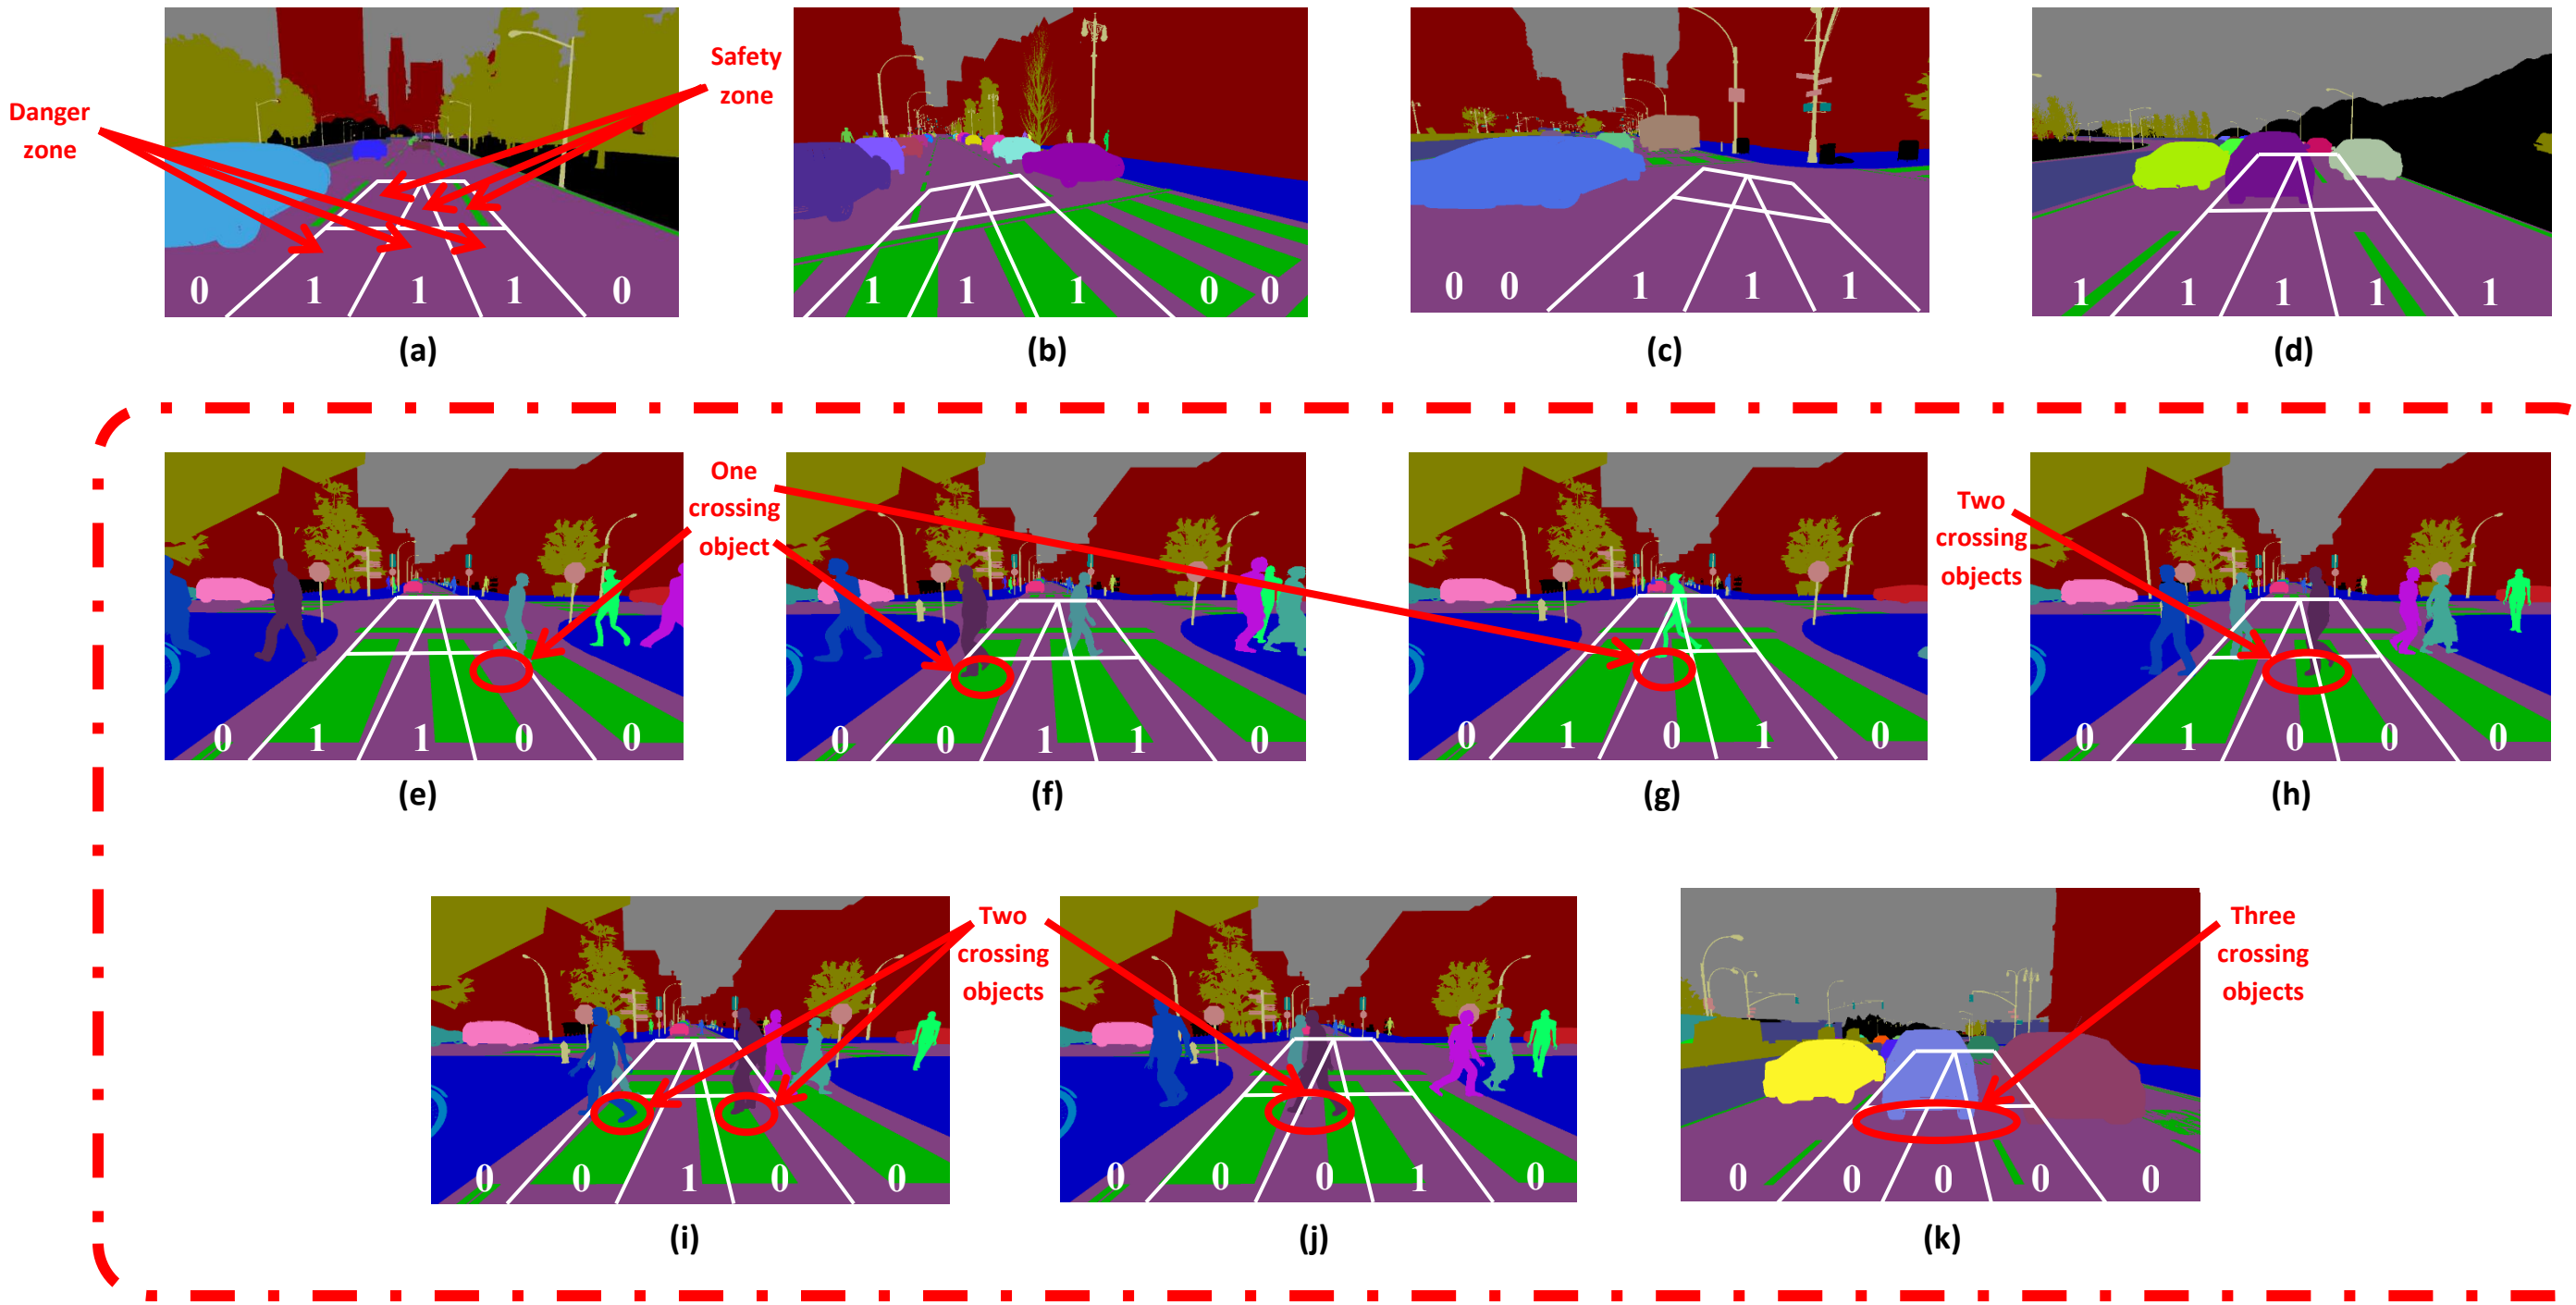 Danger
zone
Safety
zone
0 1 1 1 0
(a)
1 1 1 0 0
(b)
0 0 1 1 1
(c)
1 1 1 1 1
(d)
One
crossing
object
Two
crossing
objects
0 1 1 0 0
(e)
0 0 1 1 0
(f)
0 1 0 1 0
(g)
0 1 0 0 0
(h)
Two
crossing
objects
Three
crossing
objects
0 0 1 0 0
(i)
0 0 0 1 0
(j)
0 0 0 0 0
(k)